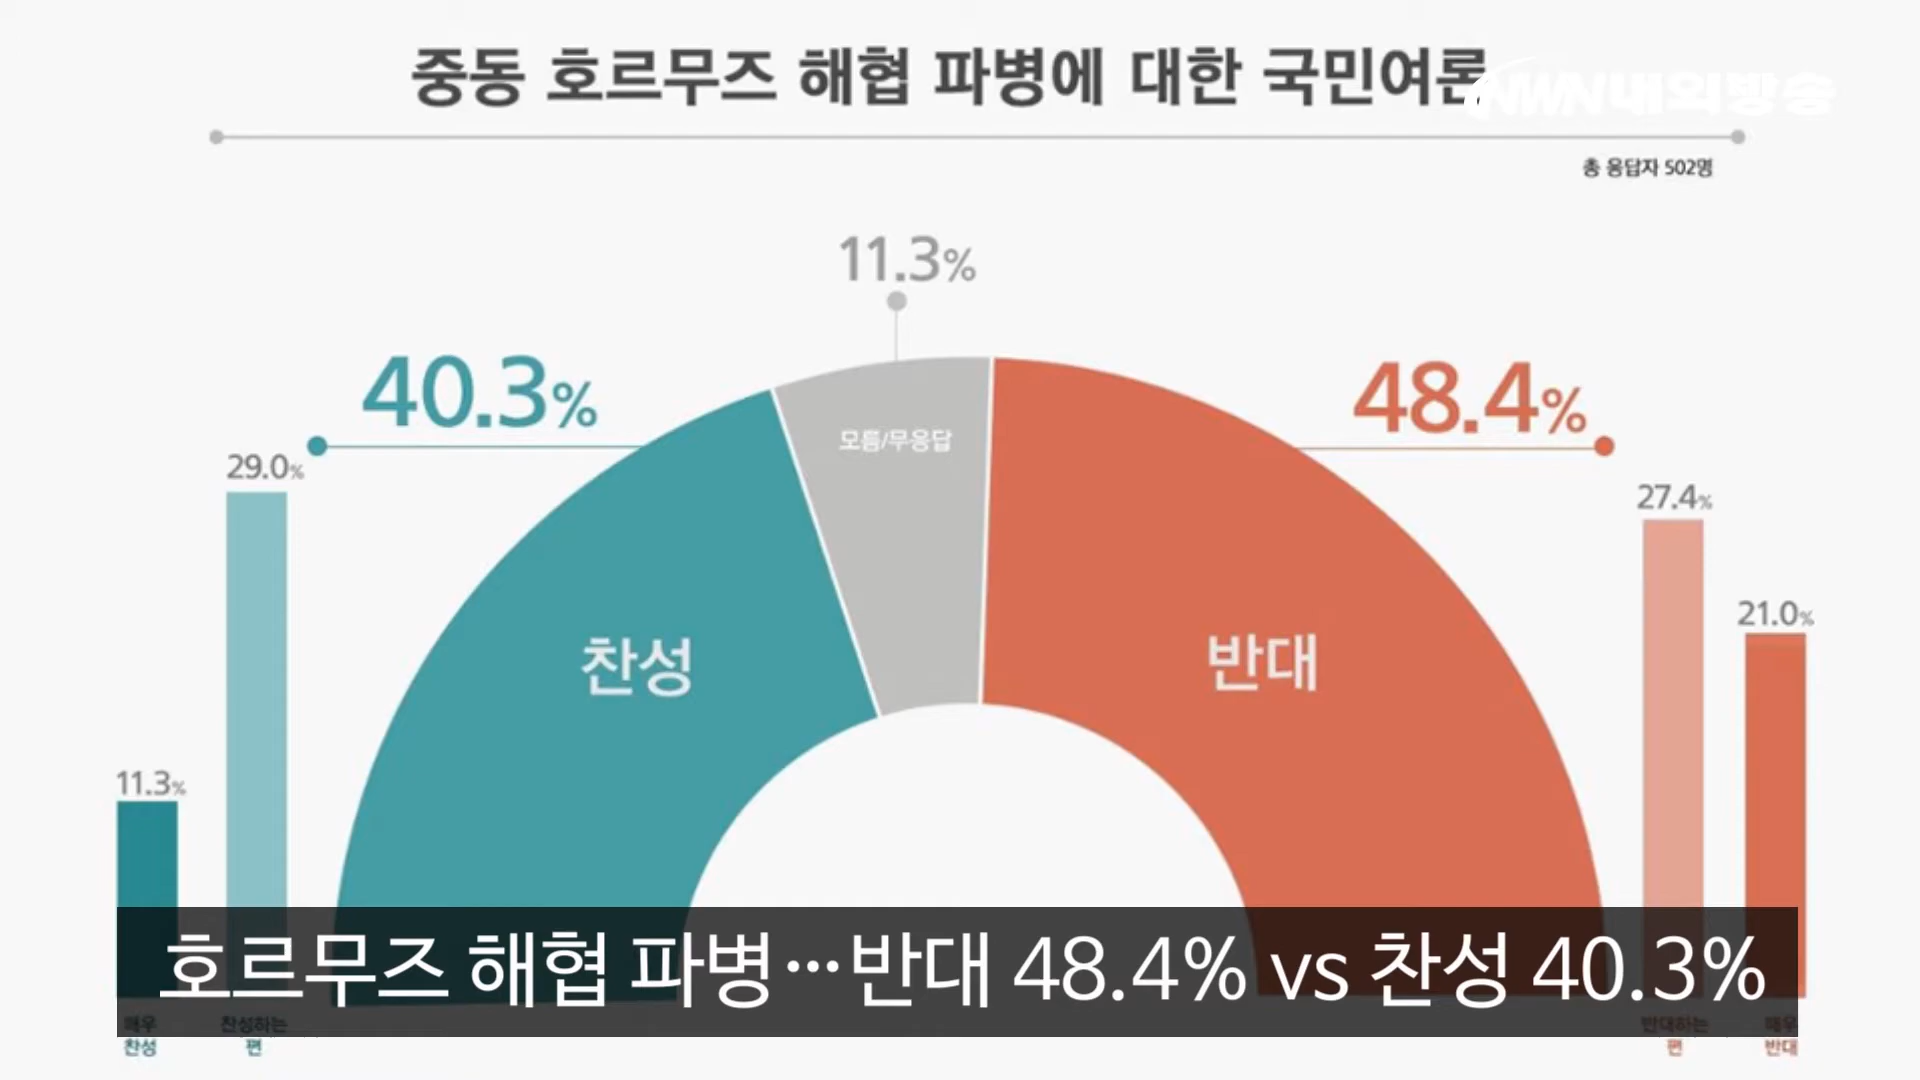 중동 호르무즈 해협 파병에 대한 국민여론
NWN내외방송
총 응답자 502명
11.3%
40.3%
48.4%
모름/무응답
29.0%
27.4%
21.0%
찬성
반대
11.3%
호르무즈 해협 파병…반대 48.4% vs 찬성 40.3%
매우
찬성
찬성하는
편
반대하는
편
매우
반대